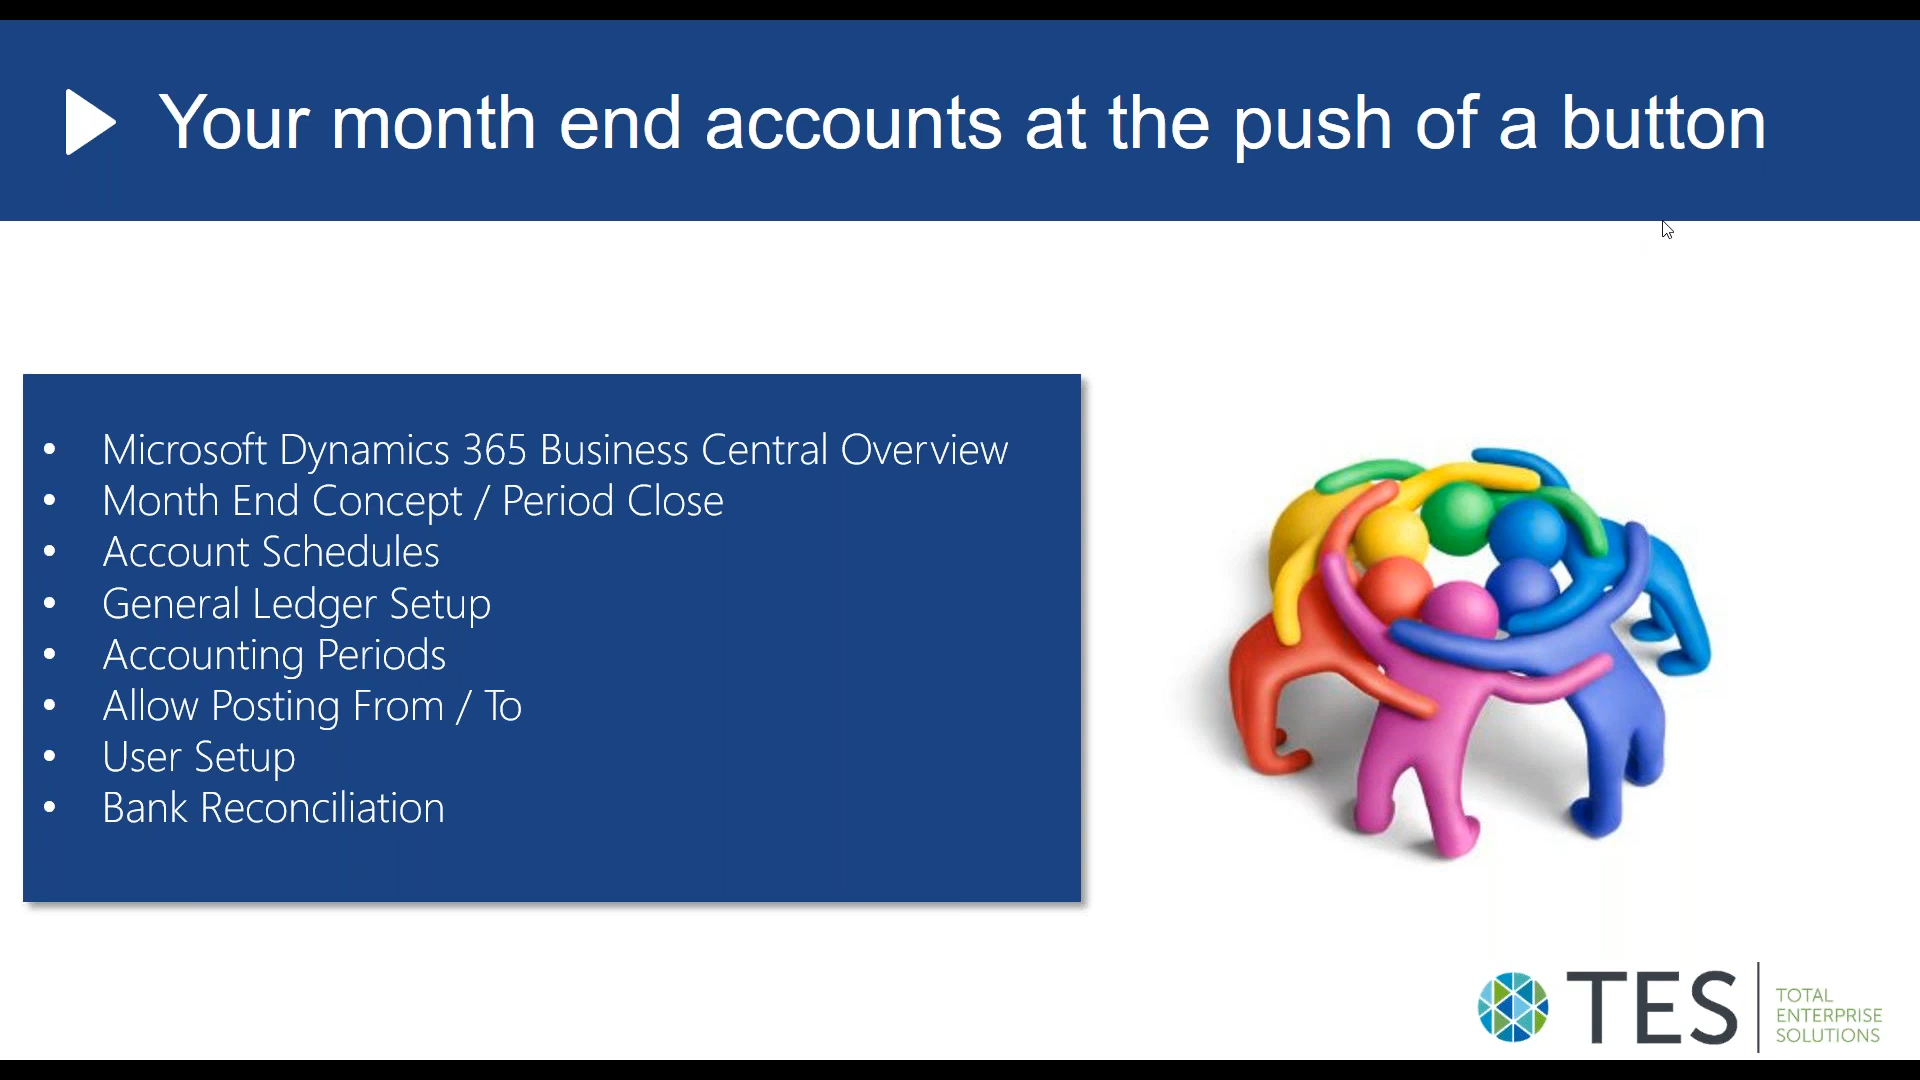 Your month end accounts at the push of a button
• Microsoft Dynamics 365 Business Central Overview
• Month End Concept / Period Close
• Account Schedules
• General Ledger Setup
• Accounting Periods
• Allow Posting From / To
• User Setup
• Bank Reconciliation
TES
TOTAL
ENTERPRISE
SOLUTIONS